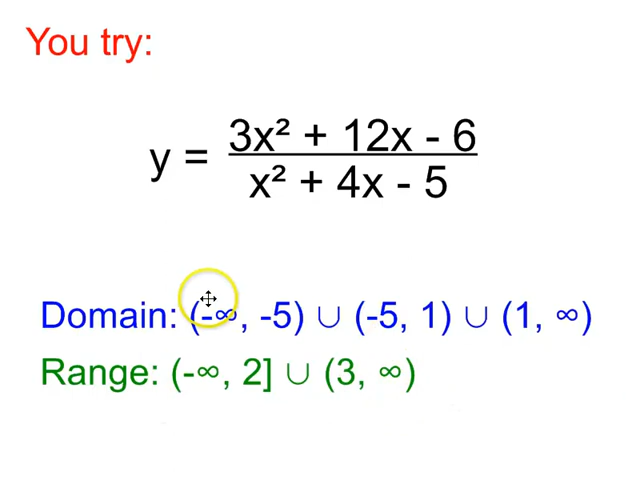 You try:
y = 3x² + 12x - 6
x² + 4x - 5
Domain: (-∞, -5) ∪ (-5, 1) ∪ (1, ∞)
Range: (-∞, 2] ∪ (3, ∞)